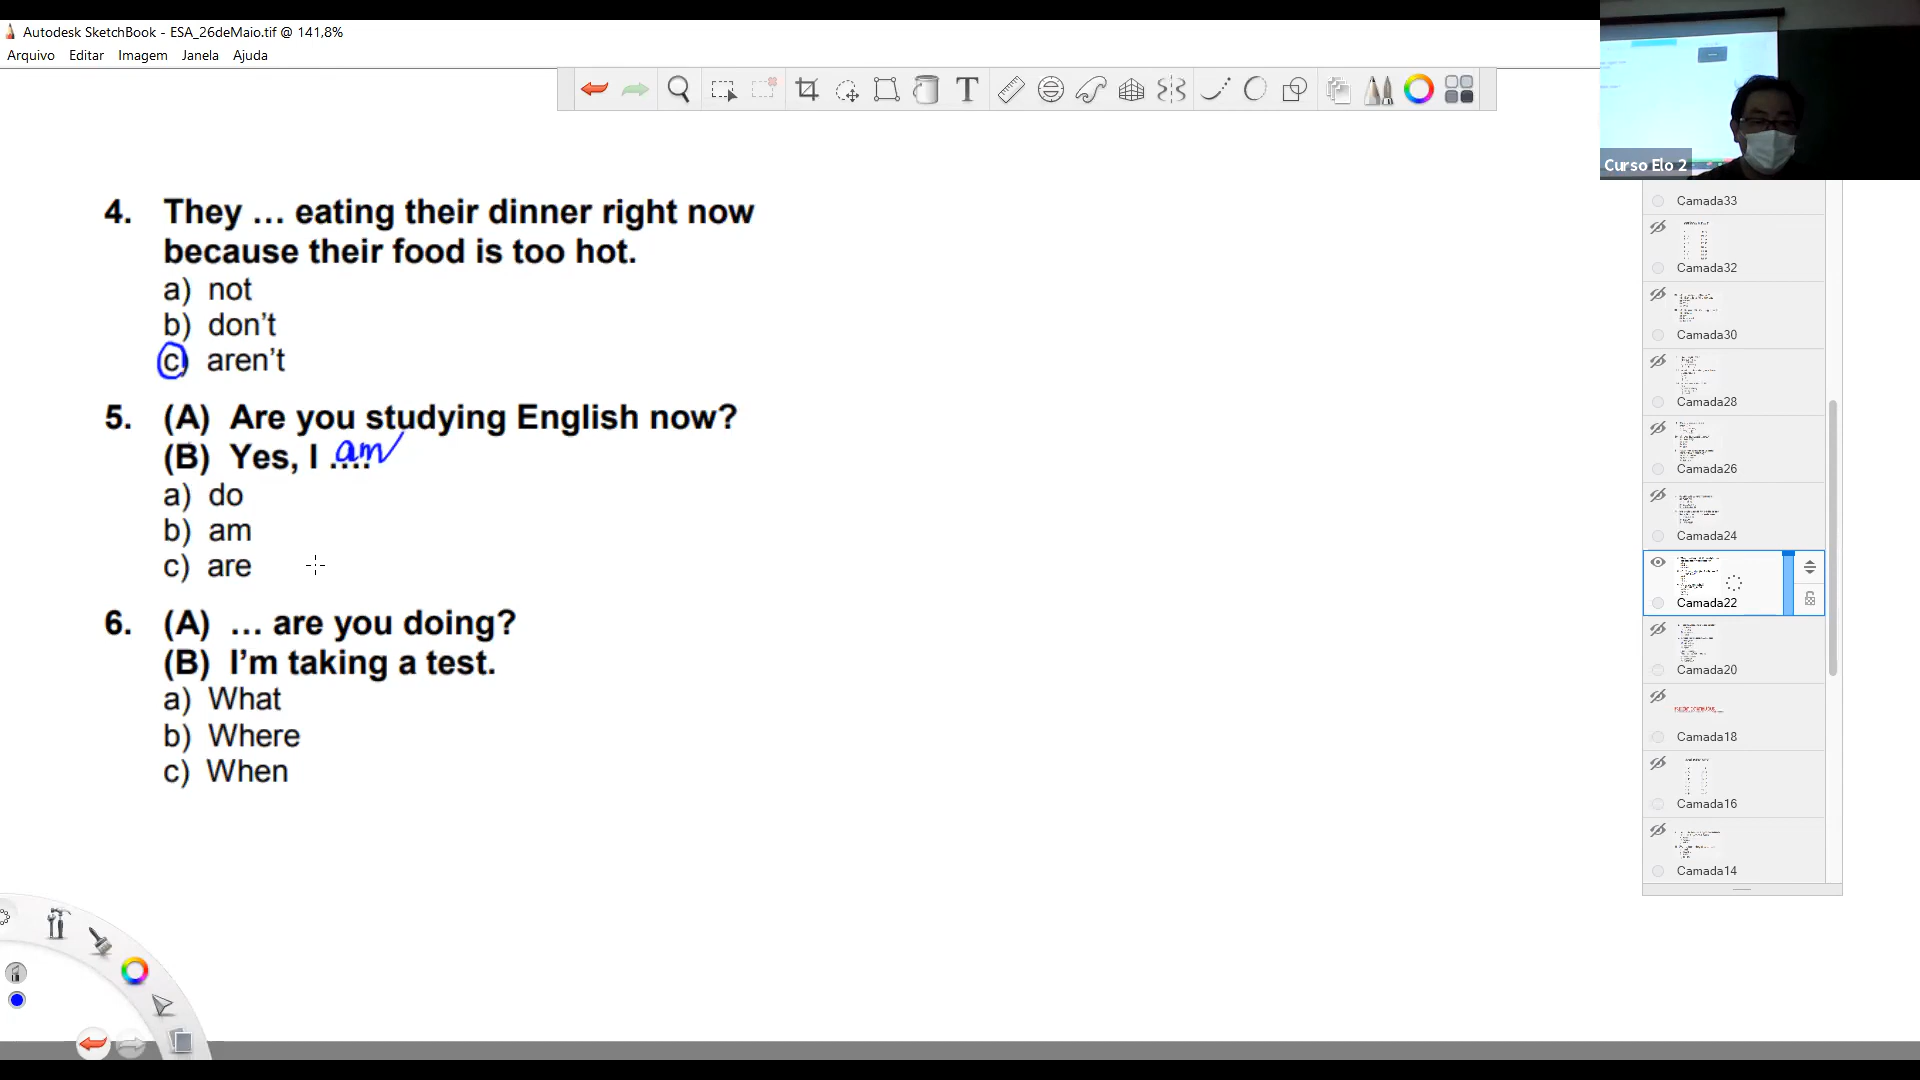 Autodesk SketchBook - ESA_26deMaio.tif @ 141,8%
Arquivo Editar Imagem Janela Ajuda
T
Curso Elo 2
4. They … eating their dinner right now
because their food is too hot.
a) not
b) don’t
c) aren’t
5. (A) Are you studying English now?
(B) Yes, I .... am
a) do
b) am
c) are
6. (A) … are you doing?
(B) I’m taking a test.
a) What
b) Where
c) When
Camada33
Camada32
Camada30
Camada28
Camada26
Camada24
Camada22
Camada20
Camada18
Camada16
Camada14